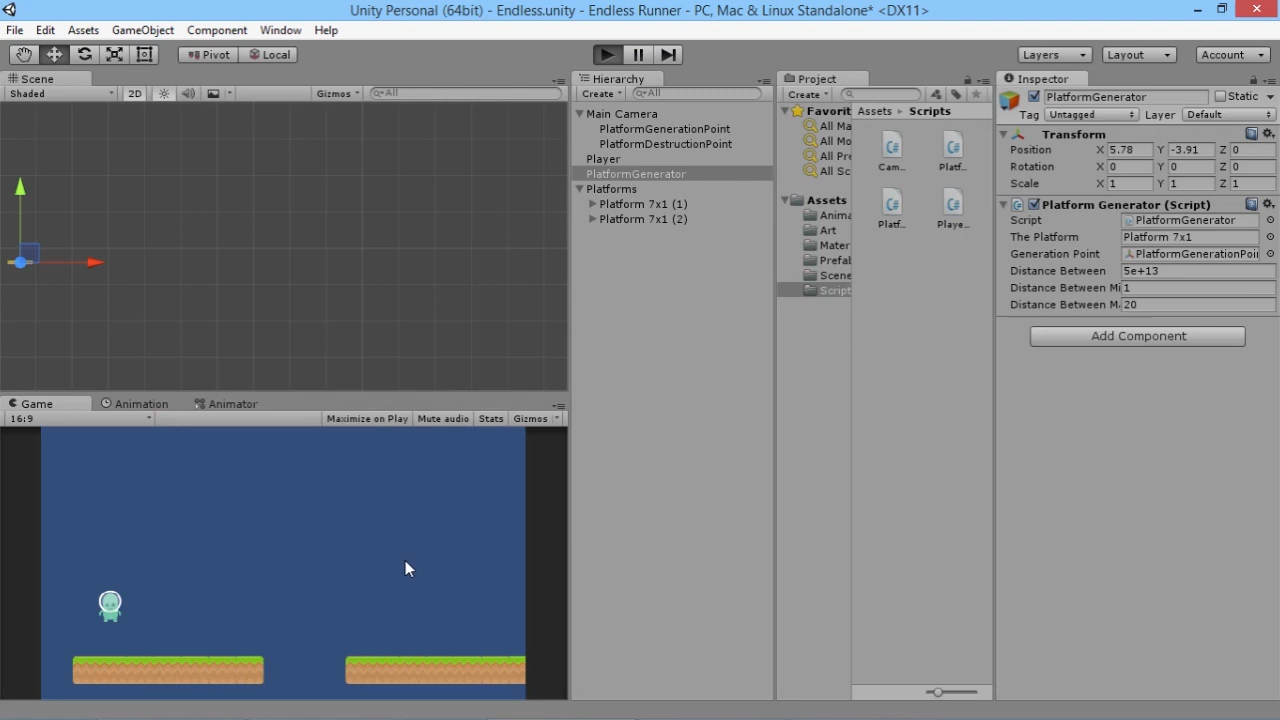 Unity Personal (64bit) - Endless.unity - Endless Runner - PC, Mac & Linux Standalone* <DX11>
File Edit Assets GameObject Component Window Help
Pivot Local Layers Layout Account
Scene
Shaded 2D Gizmos All
Hierarchy
Create All
Main Camera
PlatformGenerationPoint
PlatformDestructionPoint
Player
PlatformGenerator
Platforms
Platform 7x1 (1)
Platform 7x1 (2)
Project
Create
Favorit
All Ma
All Mo
All Pre
All Sc
Assets
Anima
Art
Mater
Prefab
Scene
Script
Assets Scripts
Cam...
Platf...
Platf...
Playe...
Inspector
PlatformGenerator Static
Tag Untagged Layer Default
Transform
Position X 5.78 Y -3.91 Z 0
Rotation X 0 Y 0 Z 0
Scale X 1 Y 1 Z 1
Platform Generator (Script)
Script PlatformGenerator
The Platform Platform 7x1
Generation Point PlatformGenerationPoin
Distance Between 5e+13
Distance Between Mi 1
Distance Between M 20
Add Component
Game Animation Animator
16:9 Maximize on Play Mute audio Stats Gizmos